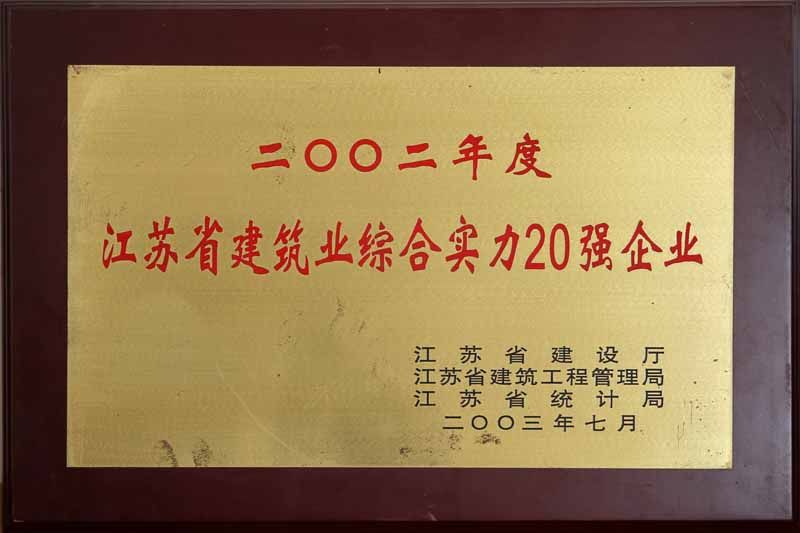 二〇〇二年度
江苏省建筑业综合实力20强企业
江苏省建设厅
江苏省建筑工程管理局
江苏省统计局
二〇〇三年七月